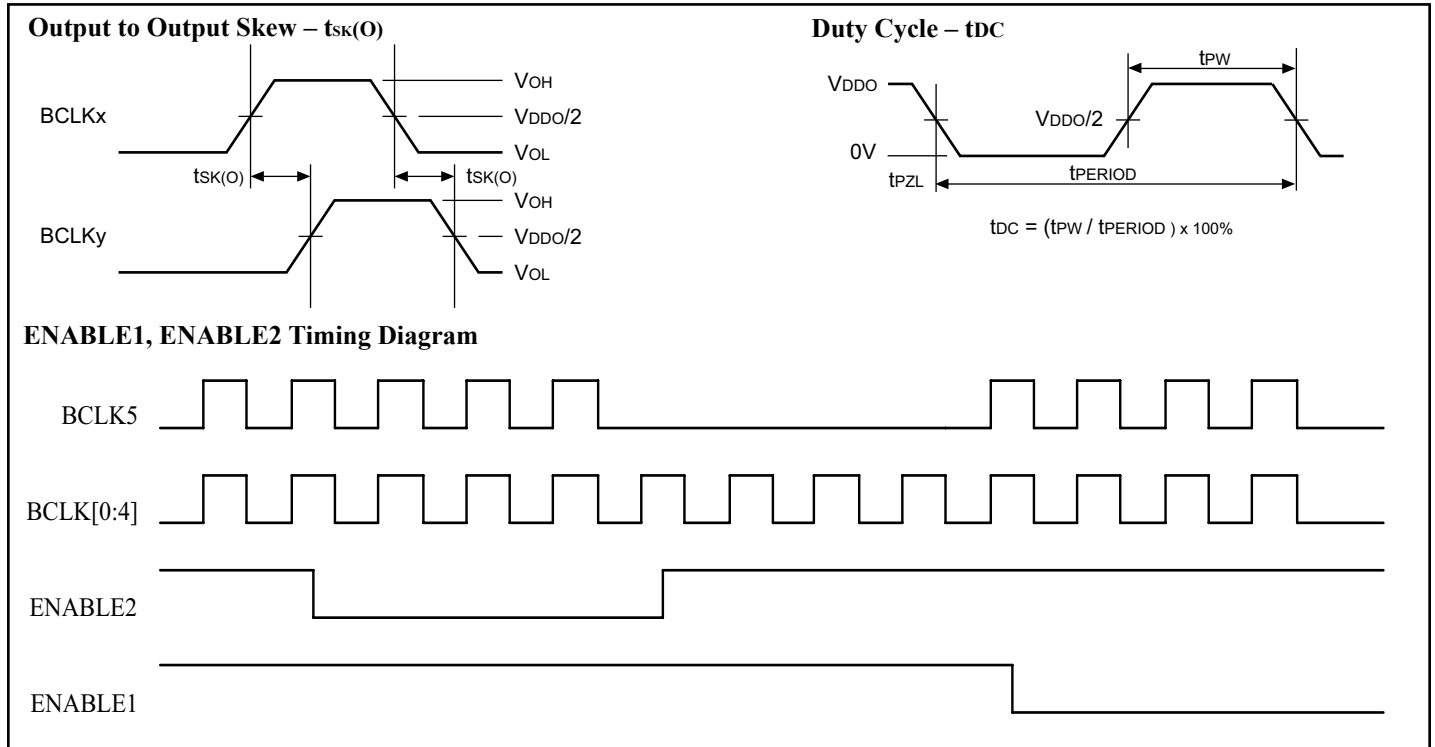 Output to Output Skew – tSK(O)
BCLKx
VOH
VDDO/2
VOL
tSK(O)
tSK(O)
BCLKy
VOH
VDDO/2
VOL
Duty Cycle – tDC
tPW
VDDO
VDDO/2
0V
tPZL
tPERIOD
tDC = (tPW / tPERIOD ) x 100%
ENABLE1, ENABLE2 Timing Diagram
BCLK5
BCLK[0:4]
ENABLE2
ENABLE1